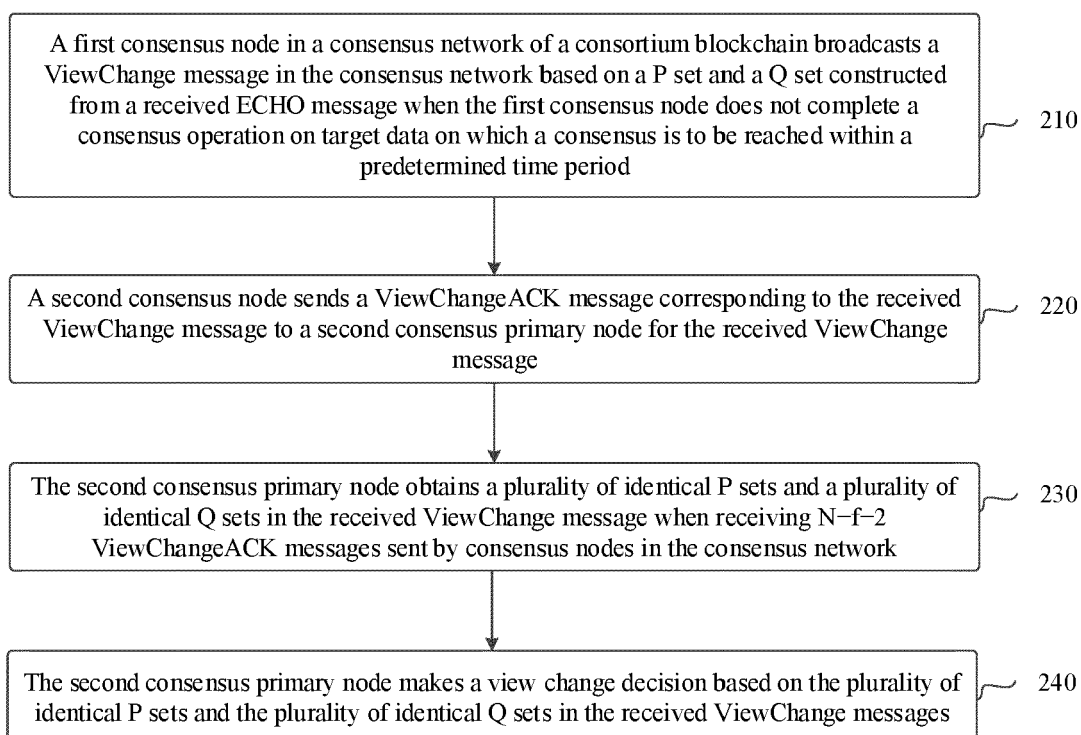 A first consensus node in a consensus network of a consortium blockchain broadcasts a
ViewChange message in the consensus network based on a P set and a Q set constructed
from a received ECHO message when the first consensus node does not complete a
consensus operation on target data on which a consensus is to be reached within a
predetermined time period
210
A second consensus node sends a ViewChangeACK message corresponding to the received
ViewChange message to a second consensus primary node for the received ViewChange
message
220
The second consensus primary node obtains a plurality of identical P sets and a plurality of
identical Q sets in the received ViewChange message when receiving N−f−2
ViewChangeACK messages sent by consensus nodes in the consensus network
230
The second consensus primary node makes a view change decision based on the plurality of
identical P sets and the plurality of identical Q sets in the received ViewChange messages
240